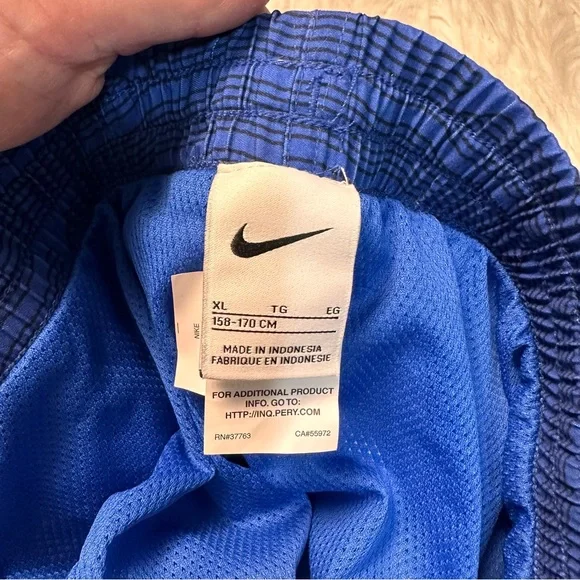 XL TG EG
158-170 CM
MADE IN INDONESIA
FABRIQUE EN INDONESIE
NIKE
FOR ADDITIONAL PRODUCT
INFO. GO TO:
HTTP://INQ.PERY.COM
RN#37763 CA#55972